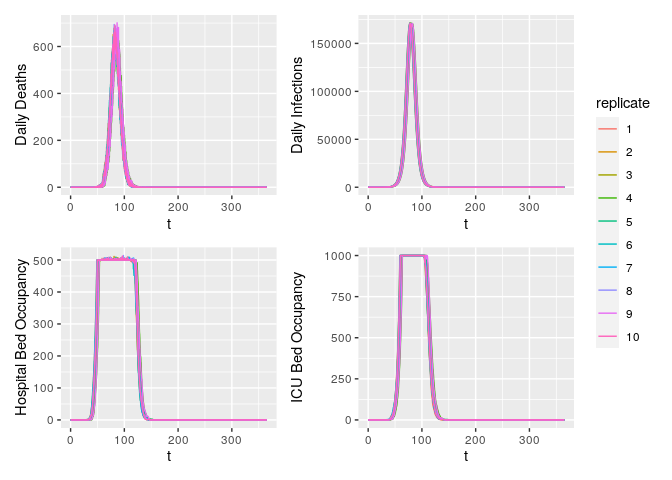 Daily Deaths
600
400
200
0
0 100 200 300
t
Daily Infections
150000
100000
50000
0
0 100 200 300
t
Hospital Bed Occupancy
500
400
300
200
100
0
0 100 200 300
t
ICU Bed Occupancy
1000
750
500
250
0
0 100 200 300
t
replicate
1
2
3
4
5
6
7
8
9
10